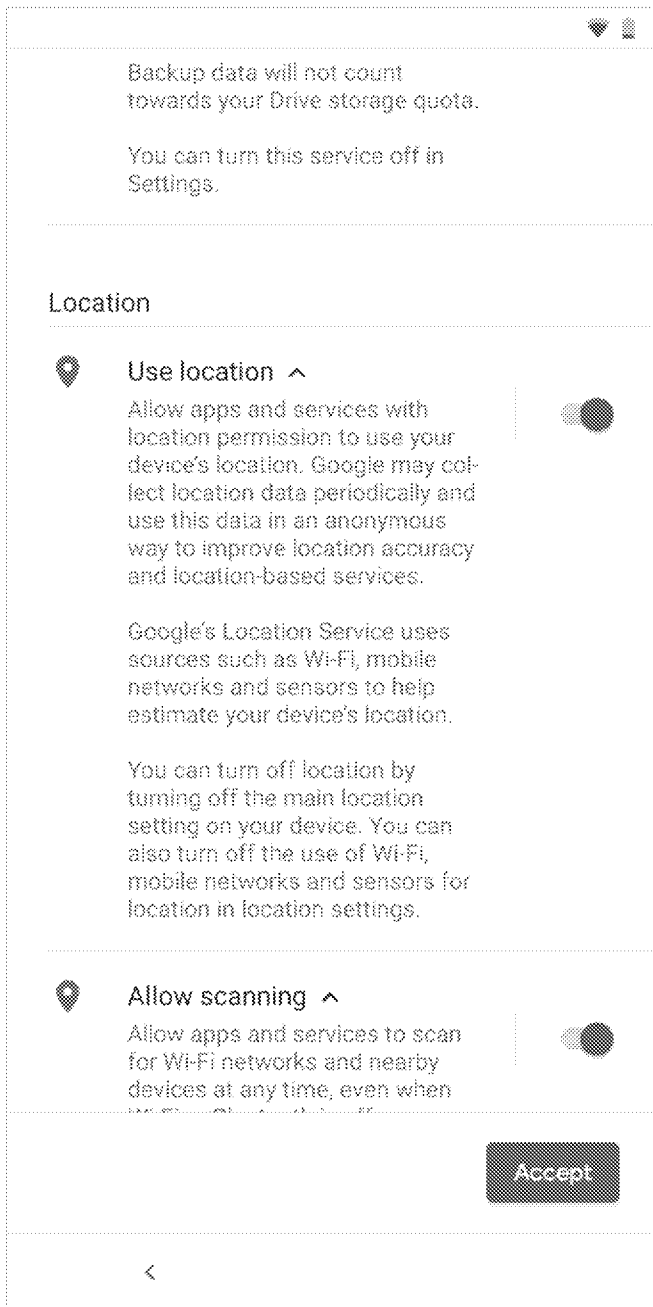 Backup data will not count
towards your Drive storage quota.
You can turn this service off in
Settings.
Location
Use location
Allow apps and services with
location permission to use your
device's location. Google may col-
lect location data periodically and
use this data in an anonymous
way to improve location accuracy
and location-based services.
Google's Location Service uses
sources such as Wi-Fi, mobile
networks and sensors to help
estimate your device's location.
You can turn off location by
turning off the main location
setting on your device. You can
also turn off the use of Wi-Fi,
mobile networks and sensors for
location in location settings.
Allow scanning
Allow apps and services to scan
for Wi-Fi networks and nearby
devices at any time, even when
Accept